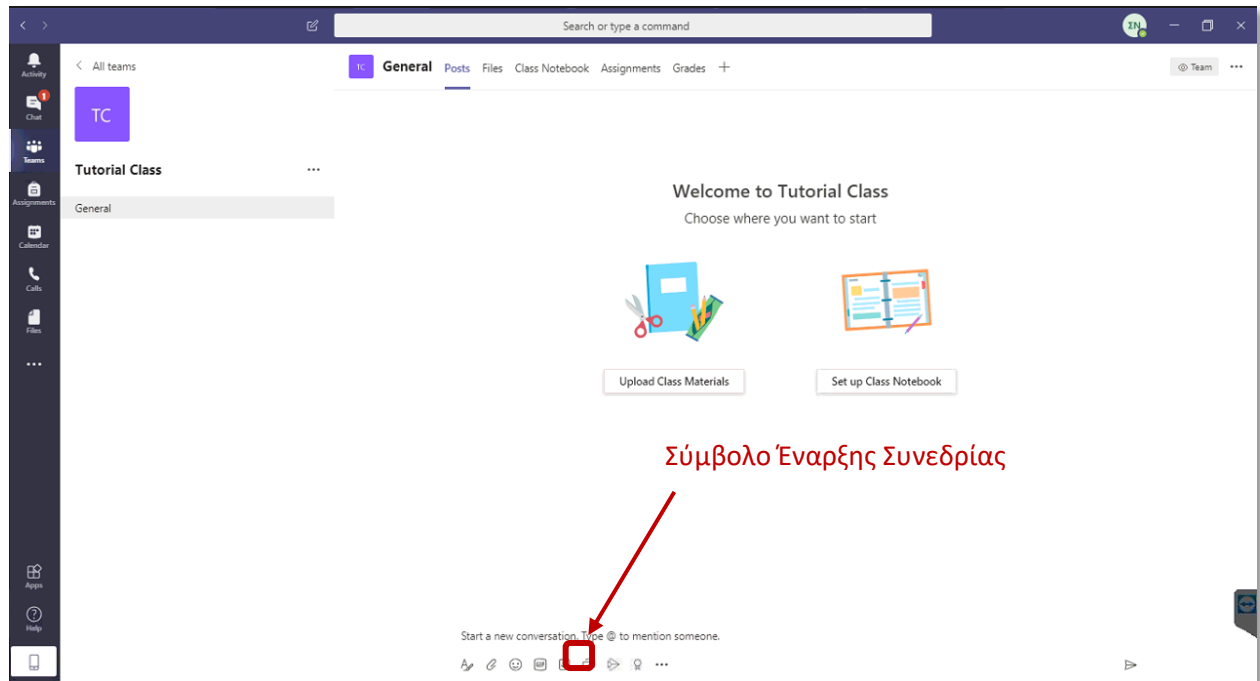 Search or type a command
ΣΝ
Activity
< All teams
TC
General Posts Files Class Notebook Assignments Grades +
Team
1
Chat
TC
Teams
Tutorial Class
Assignments
General
Welcome to Tutorial Class
Choose where you want to start
Calendar
Calls
Files
Upload Class Materials
Set up Class Notebook
Σύμβολο Έναρξης Συνεδρίας
Apps
Help
Start a new conversation. Type @ to mention someone.
GIF